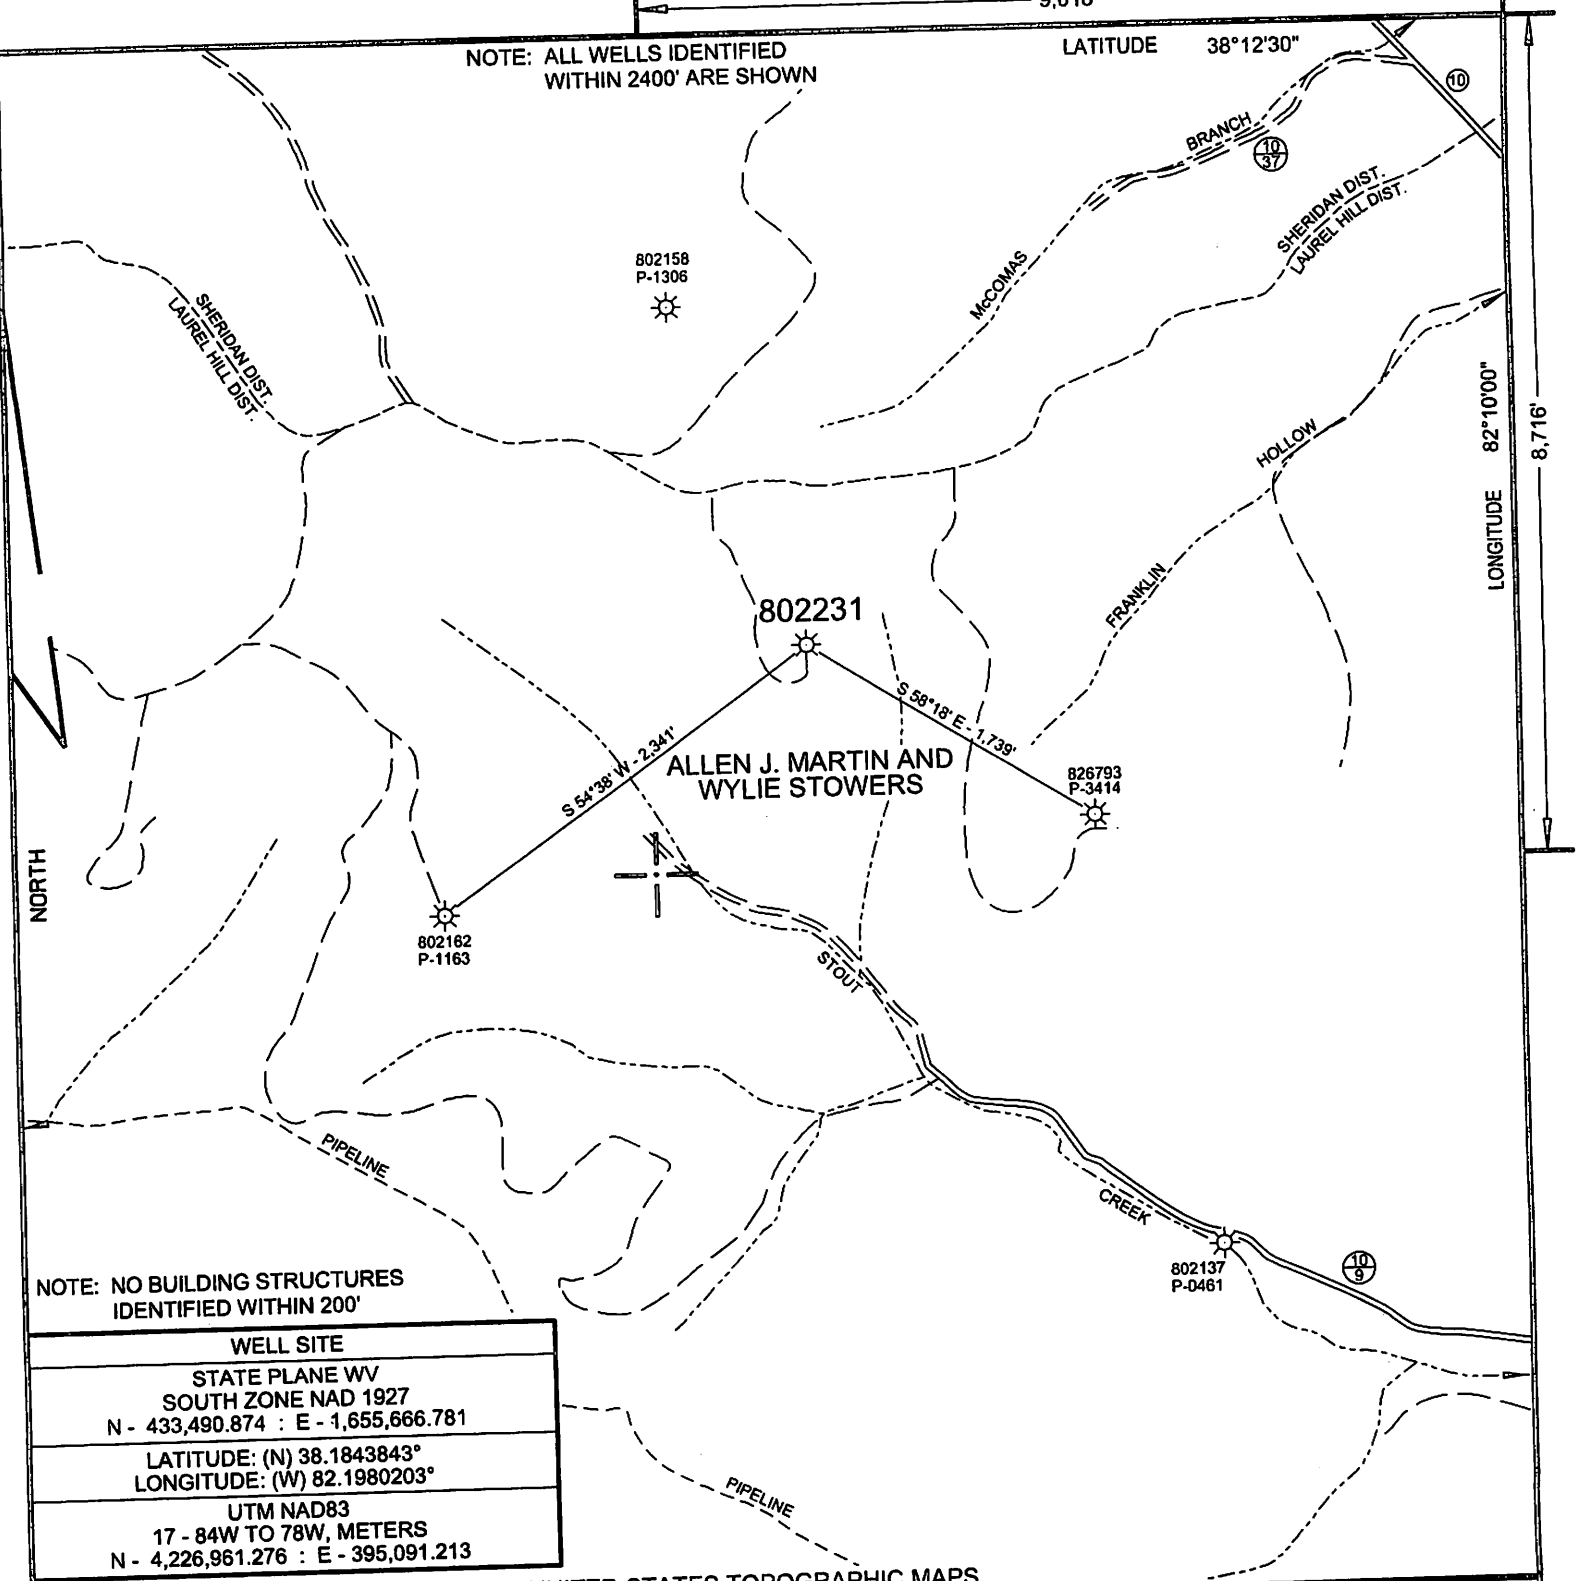 NOTE: ALL WELLS IDENTIFIED
WITHIN 2400' ARE SHOWN
LATITUDE 38°12'30"
10
BRANCH
10
37
SHERIDAN DIST.
LAUREL HILL DIST.
802158
P-1306
McCOMAS
SHERIDAN DIST.
LAUREL HILL DIST.
LONGITUDE 82°10'00"
8,716'
HOLLOW
FRANKLIN
802231
S 58°18' E - 1,739'
S 54°38' W - 2,341'
ALLEN J. MARTIN AND
WYLIE STOWERS
826793
P-3414
NORTH
802162
P-1163
STOUT
PIPELINE
CREEK
802137
P-0461
10
9
NOTE: NO BUILDING STRUCTURES
IDENTIFIED WITHIN 200'
WELL SITE
STATE PLANE WV
SOUTH ZONE NAD 1927
N - 433,490.874 : E - 1,655,666.781
LATITUDE: (N) 38.1843843°
LONGITUDE: (W) 82.1980203°
UTM NAD83
17 - 84W TO 78W, METERS
N - 4,226,961.276 : E - 395,091.213
PIPELINE
STATES TOPOGRAPHIC MAPS